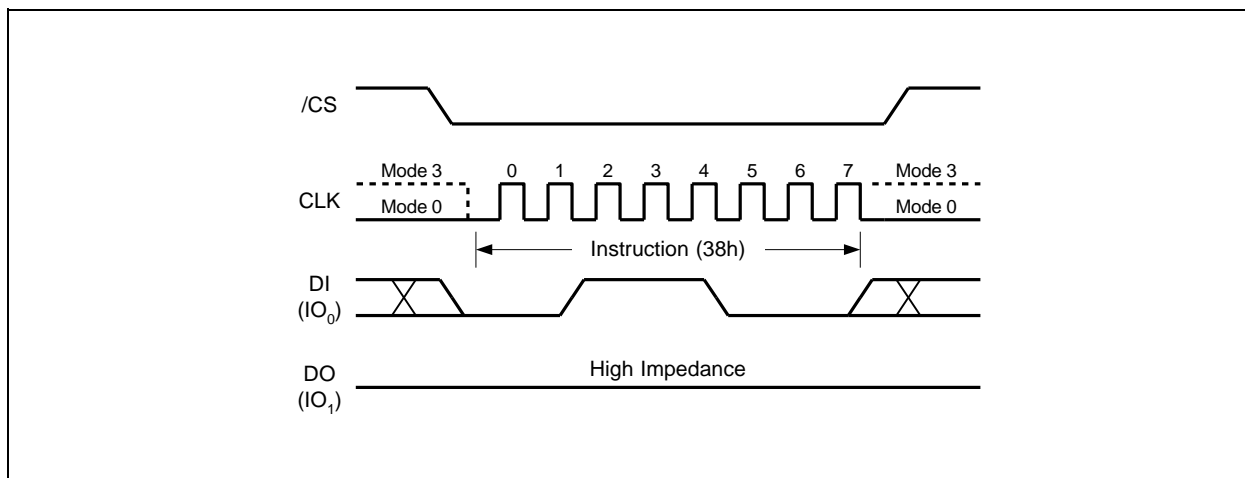 /CS
CLK
Mode 3
0 1 2 3 4 5 6 7
Mode 3
Mode 0
Mode 0
Instruction (38h)
DI
(IO₀)
High Impedance
DO
(IO₁)